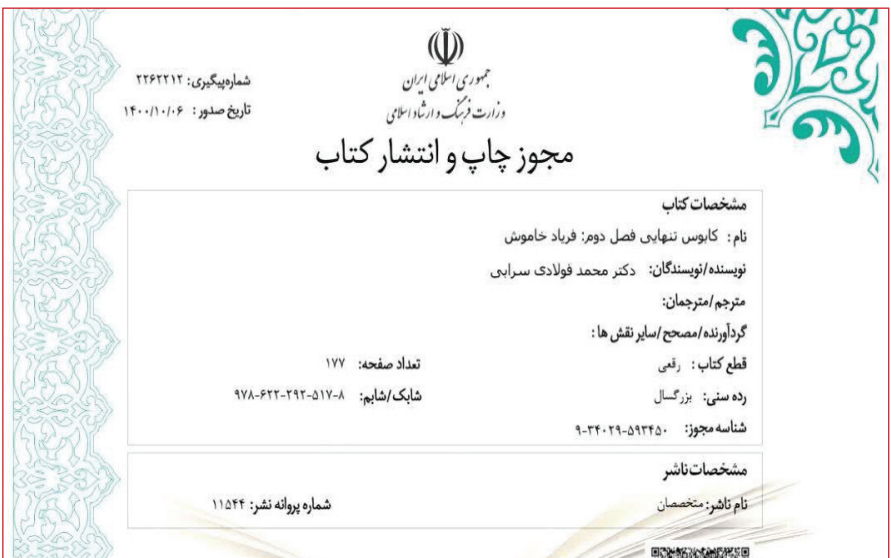 جمهوری اسلامی ایران
وزارت فرهنگ و ارشاد اسلامی
شماره‌پیگیری: ۲۲۶۲۲۱۲
تاریخ صدور : ۱۴۰۰/۱۰/۰۶
مجوز چاپ و انتشار کتاب
مشخصات کتاب
نام : کابوس تنهایی فصل دوم: فریاد خاموش
نویسنده/نویسندگان: دکتر محمد فولادی سرابی
مترجم/مترجمان:
گردآورنده/مصحح/سایر نقش ها :
قطع کتاب : رقعی تعداد صفحه: ۱۷۷
رده سنی: بزرگسال شابک/شابم: ۹۷۸-۶۲۲-۲۹۲-۵۱۷-۸
شناسه مجوز: ۹-۳۴۰۲۹-۵۹۳۴۵۰
مشخصات ناشر
نام ناشر: متخصصان شماره پروانه نشر: ۱۱۵۴۴